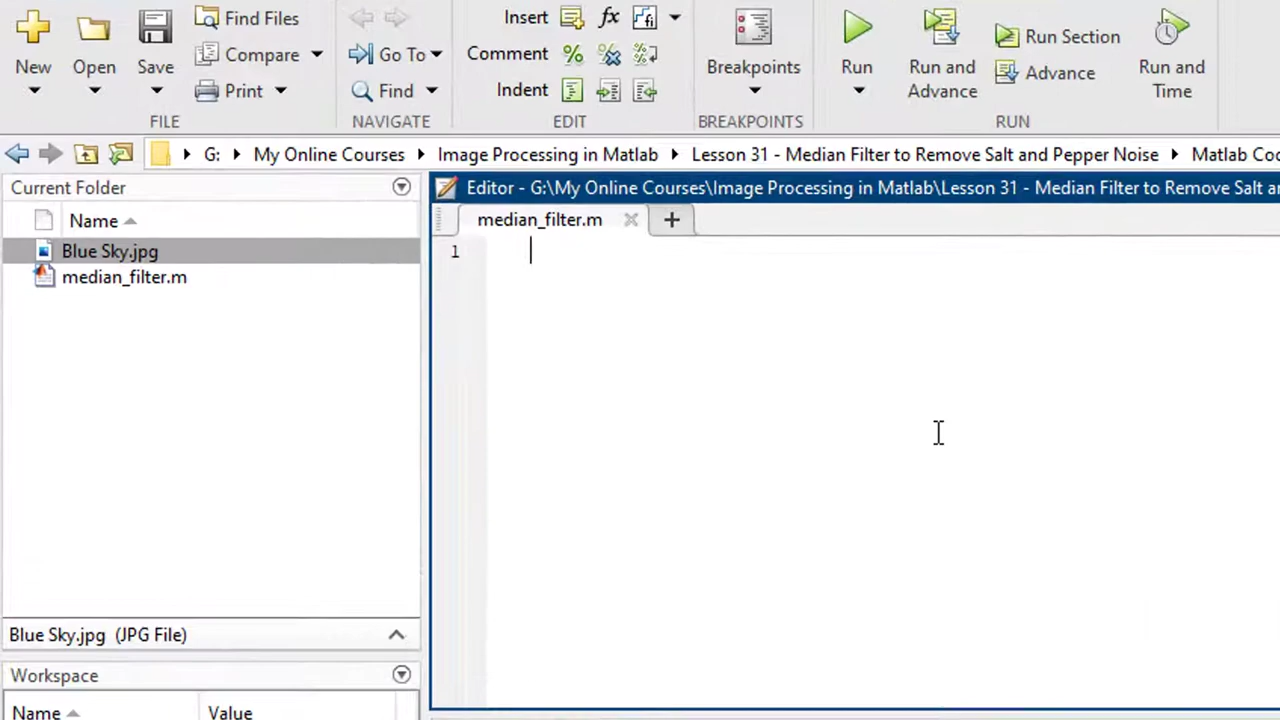 New
Open
Save
Find Files
Compare
Print
FILE
Go To
Find
NAVIGATE
Insert fx
Comment
Indent
EDIT
Breakpoints
BREAKPOINTS
Run
Run and Advance
Run Section
Advance
Run and Time
RUN
G: My Online Courses Image Processing in Matlab Lesson 31 - Median Filter to Remove Salt and Pepper Noise Matlab Coo
Current Folder
Name
Blue Sky.jpg
median_filter.m
Blue Sky.jpg (JPG File)
Workspace
Name Value
Editor - G:\My Online Courses\Image Processing in Matlab\Lesson 31 - Median Filter to Remove Salt ar
median_filter.m
1